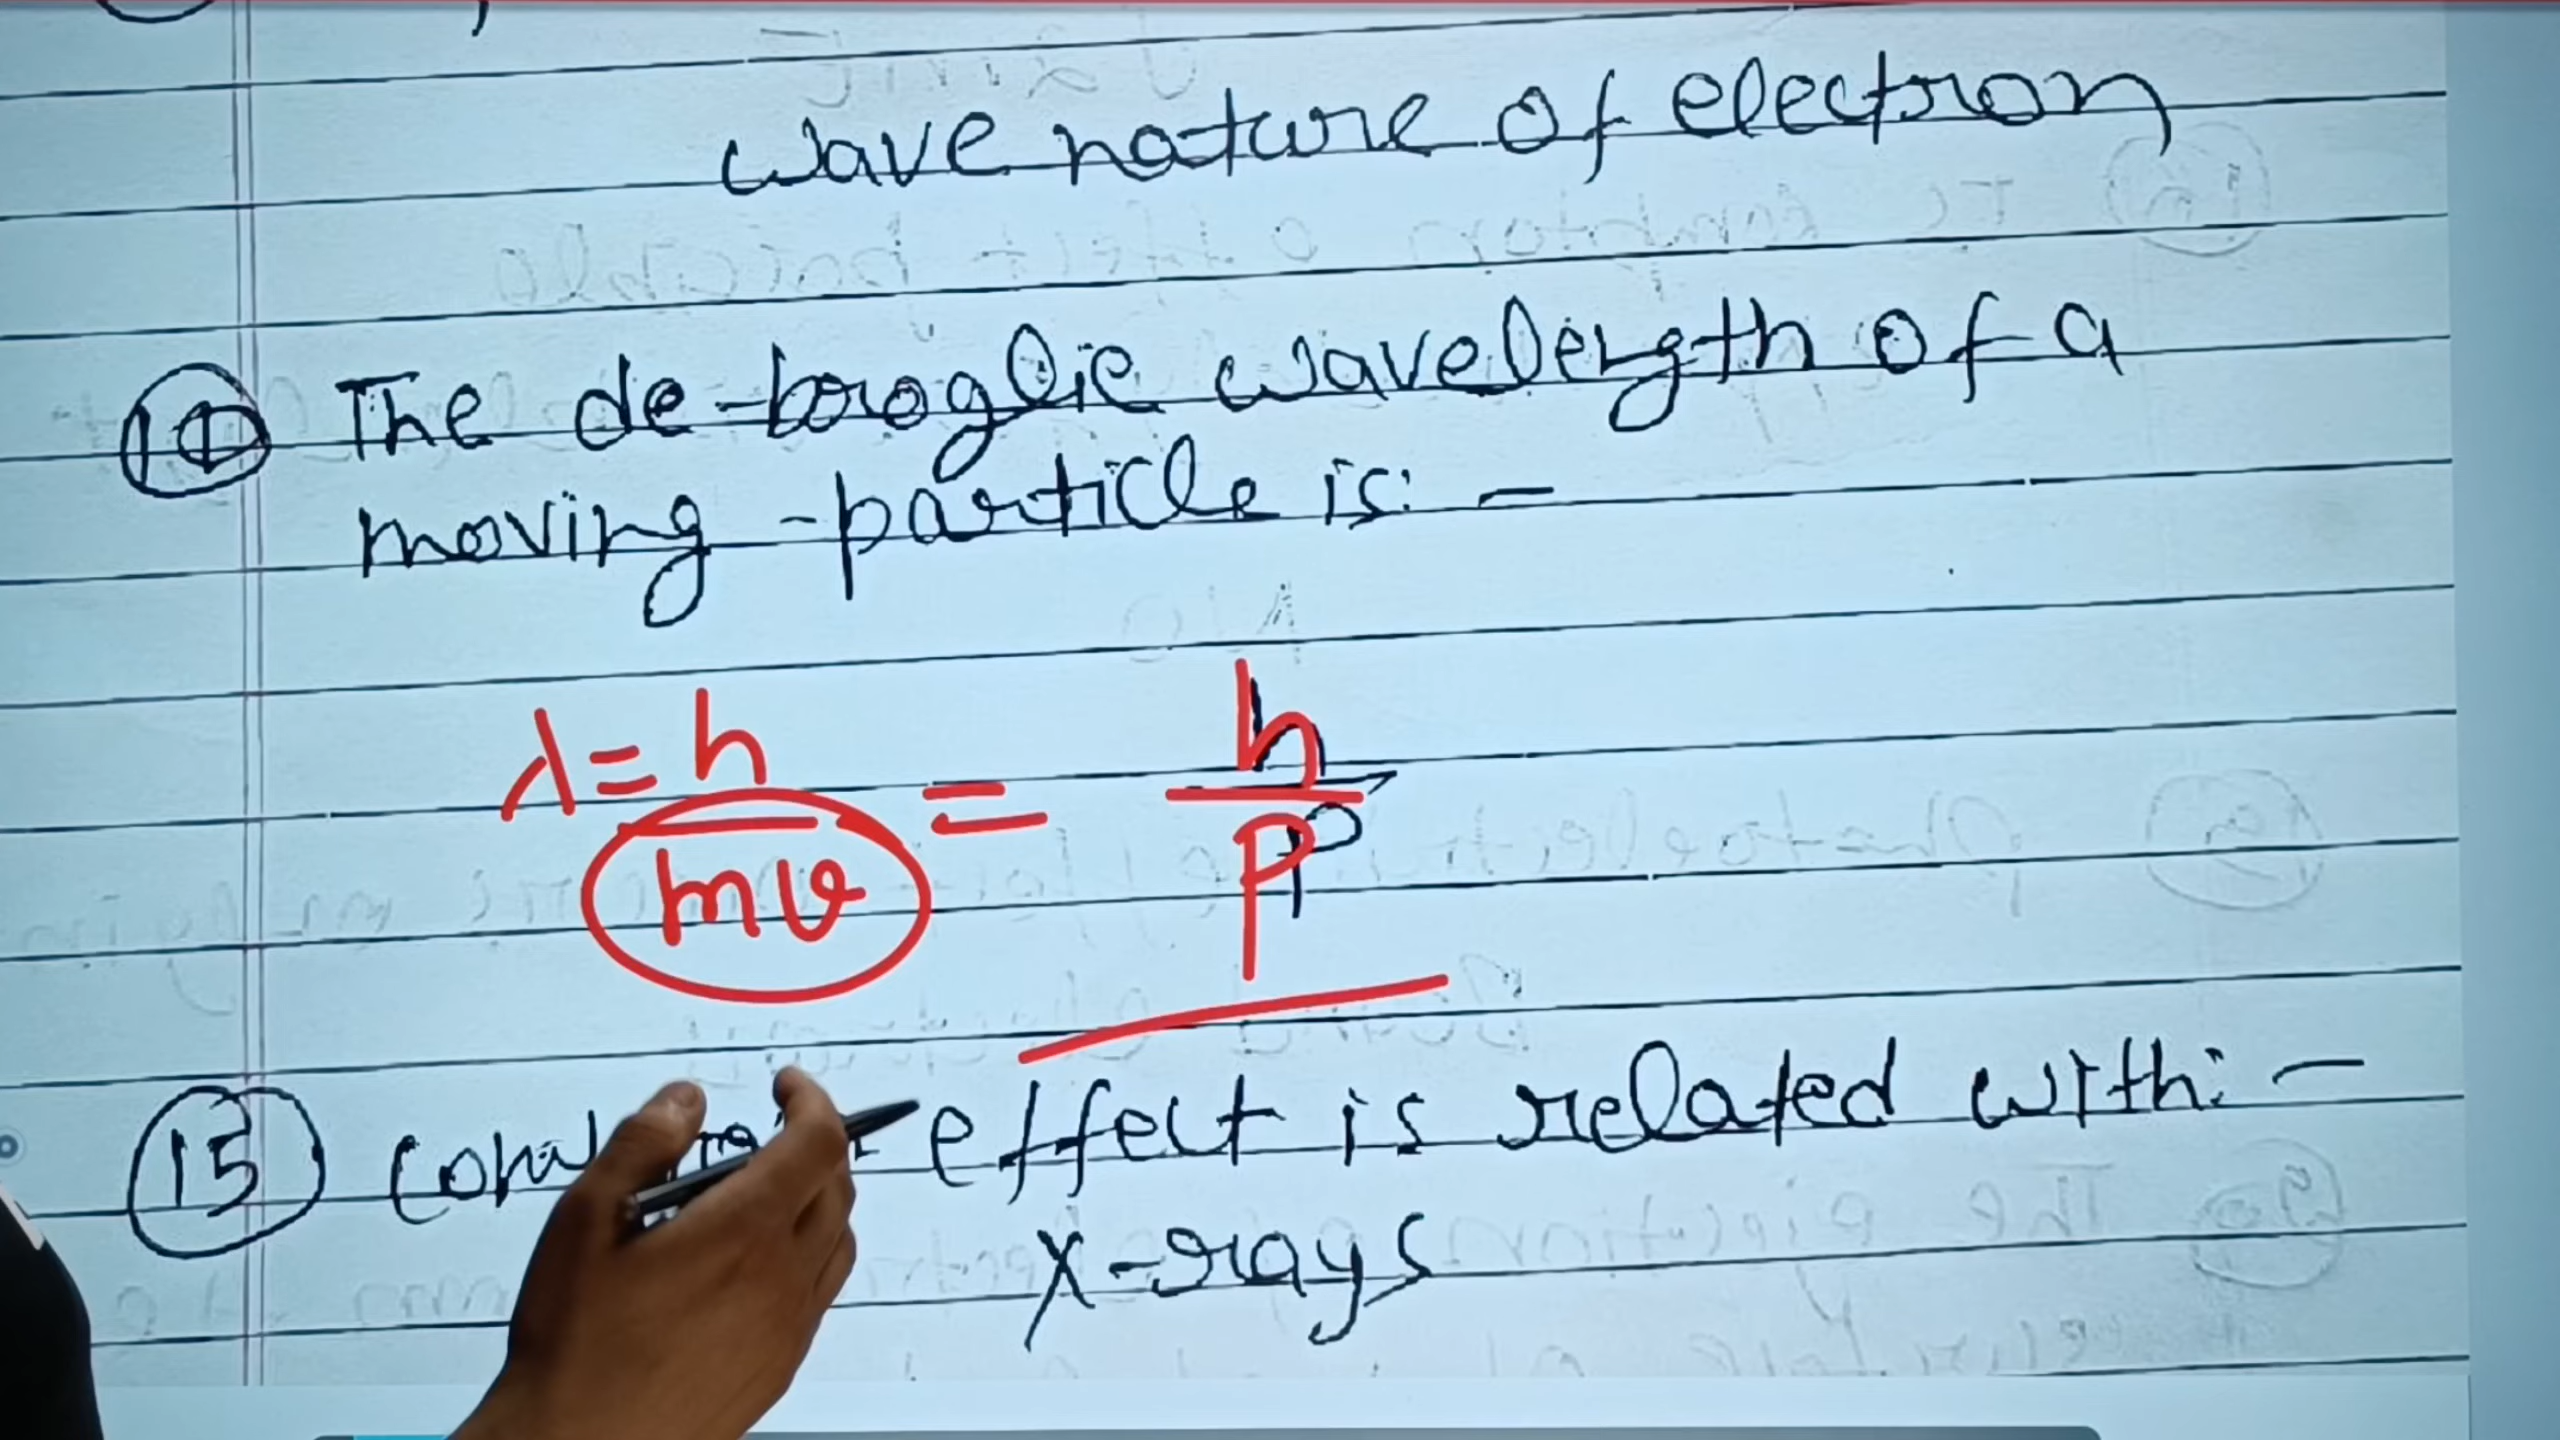 wave nature of electron
14 The de-broglie wavelength of a
moving -particle is: -
λ = h/mv = h/p
h/p
15 effect is related with: -
x-rays